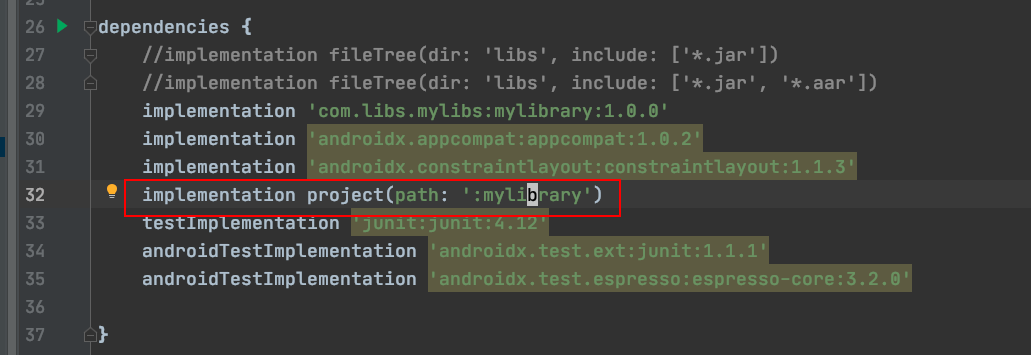 25
26 dependencies {
27 //implementation fileTree(dir: 'libs', include: ['*.jar'])
28 //implementation fileTree(dir: 'libs', include: ['*.jar', '*.aar'])
29 implementation 'com.libs.mylibs:mylibrary:1.0.0'
30 implementation 'androidx.appcompat:appcompat:1.0.2'
31 implementation 'androidx.constraintlayout:constraintlayout:1.1.3'
32 implementation project(path: ':mylibrary')
33 testImplementation 'junit:junit:4.12'
34 androidTestImplementation 'androidx.test.ext:junit:1.1.1'
35 androidTestImplementation 'androidx.test.espresso:espresso-core:3.2.0'
36
37 }